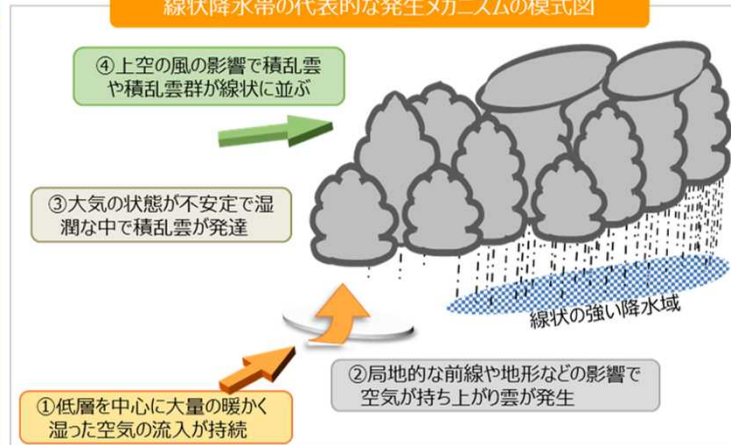 線状降水帯の代表的な発生メカニズムの模式図
④上空の風の影響で積乱雲
や積乱雲群が線状に並ぶ
③大気の状態が不安定で湿
潤な中で積乱雲が発達
線状の強い降水域
②局地的な前線や地形などの影響で
空気が持ち上がり雲が発生
①低層を中心に大量の暖かく
湿った空気の流入が持続